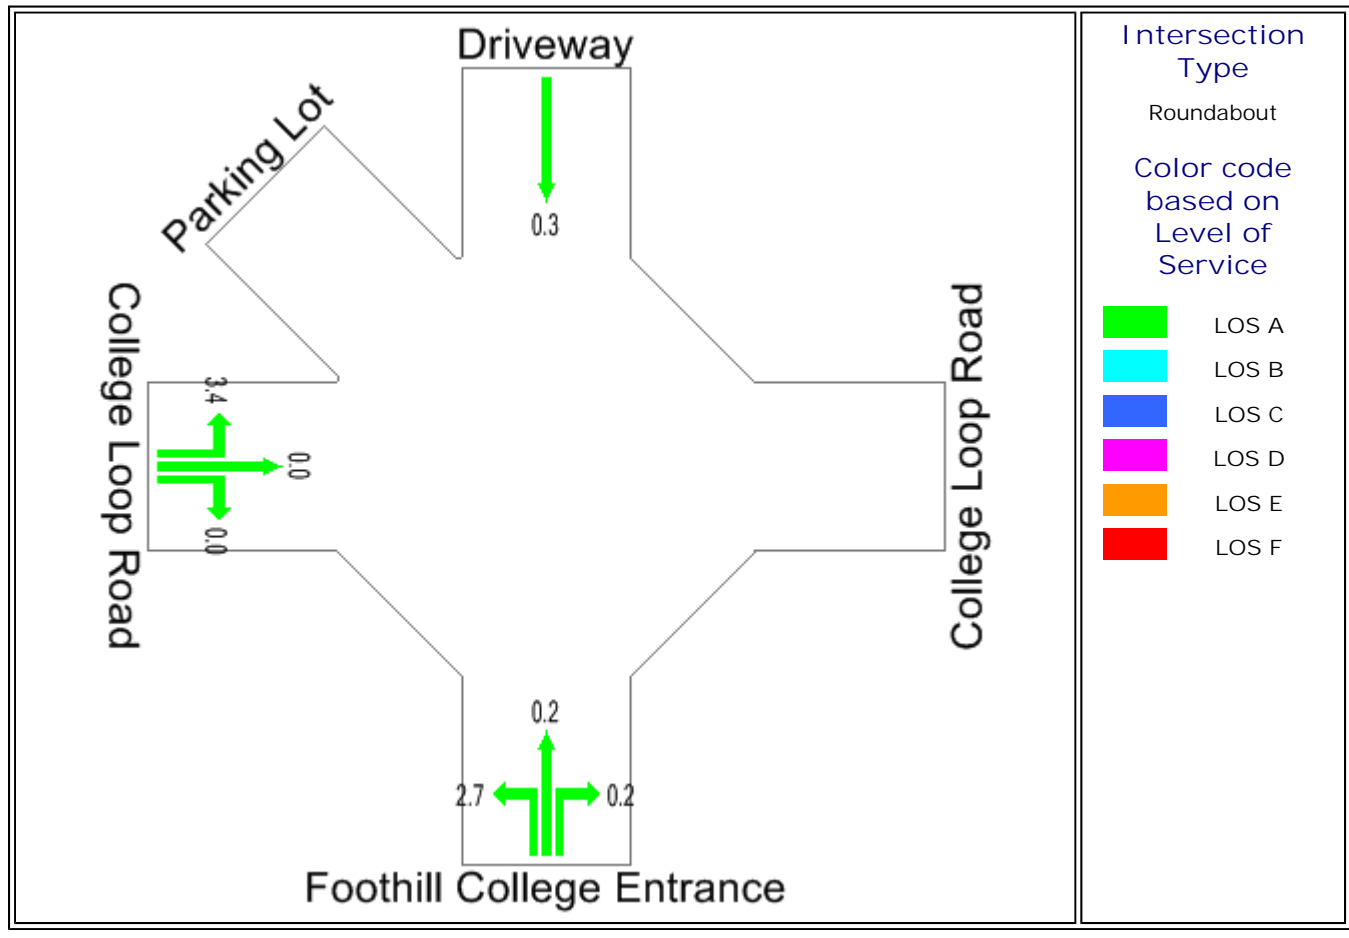 Driveway
0.3
Parking Lot
College Loop Road
3.4
0.0
0.0
College Loop Road
0.2
2.7
0.2
Foothill College Entrance
Intersection
Type
Roundabout
Color code
based on
Level of
Service
LOS A
LOS B
LOS C
LOS D
LOS E
LOS F